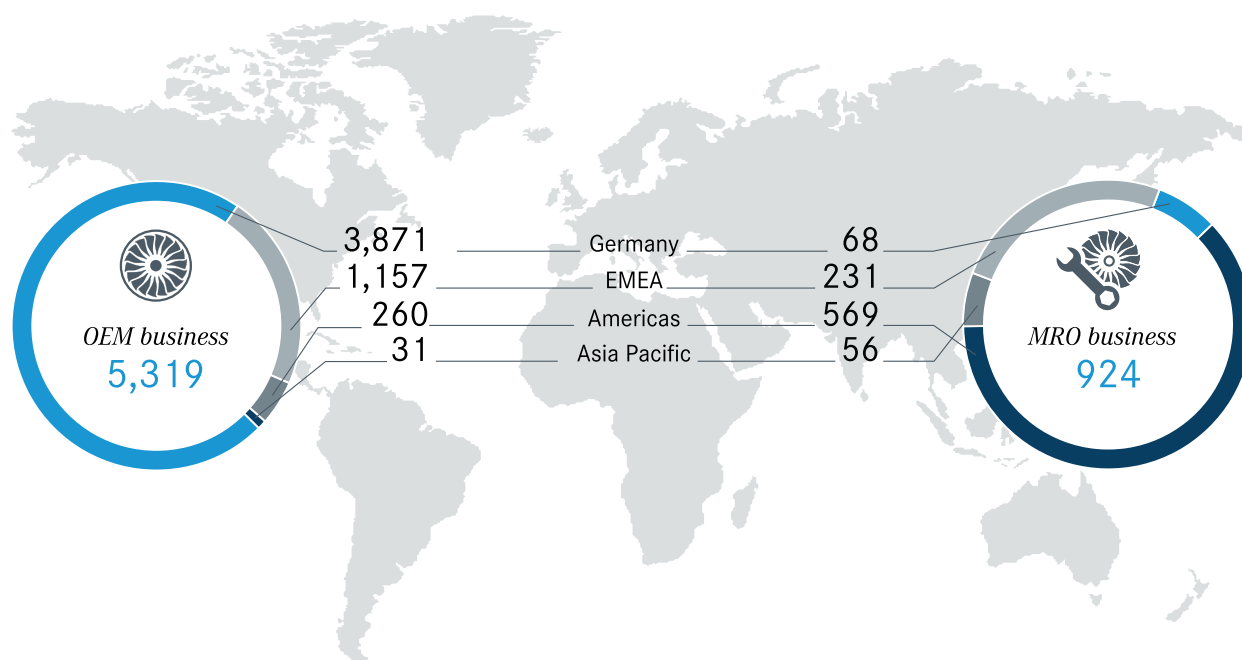 3,871 Germany 68
1,157 EMEA 231
260 Americas 569
31 Asia Pacific 56
OEM business
5,319
MRO business
924